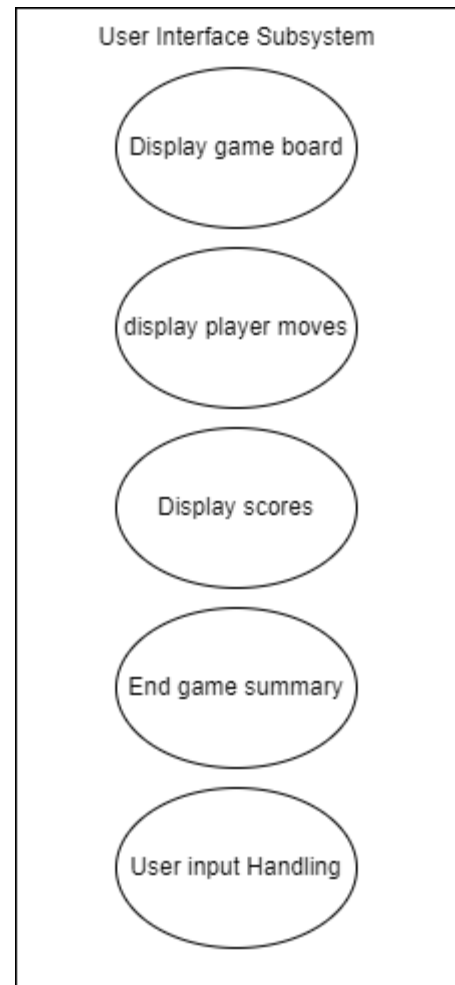 User Interface Subsystem
Display game board
display player moves
Display scores
End game summary
User input Handling